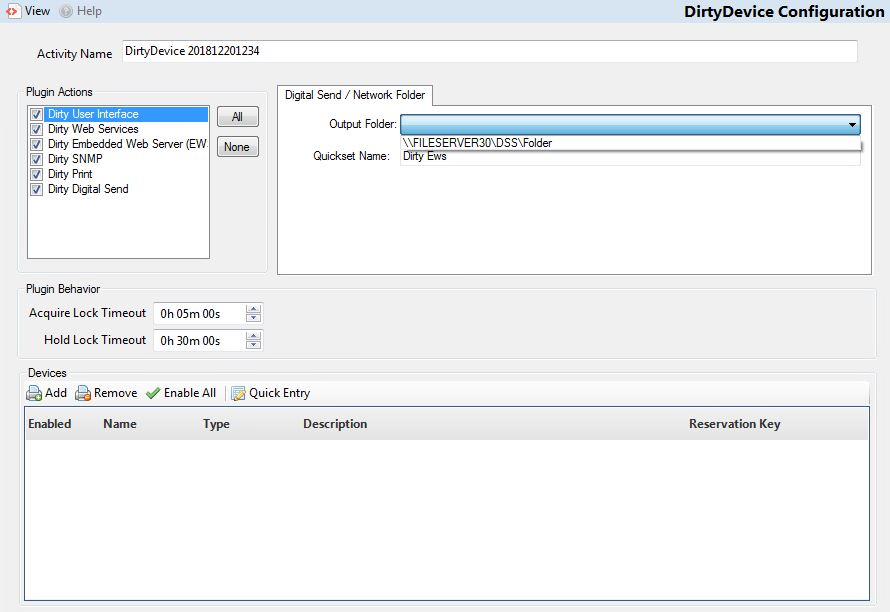 View Help DirtyDevice Configuration
Activity Name DirtyDevice 201812201234
Plugin Actions
Dirty User Interface
Dirty Web Services
Dirty Embedded Web Server (EW
Dirty SNMP
Dirty Print
Dirty Digital Send
All
None
Digital Send / Network Folder
Output Folder:
\\FILESERVER30\DSS\Folder
Quickset Name: Dirty Ews
Plugin Behavior
Acquire Lock Timeout 0h 05m 00s
Hold Lock Timeout 0h 30m 00s
Devices
Add Remove Enable All Quick Entry
Enabled Name Type Description Reservation Key